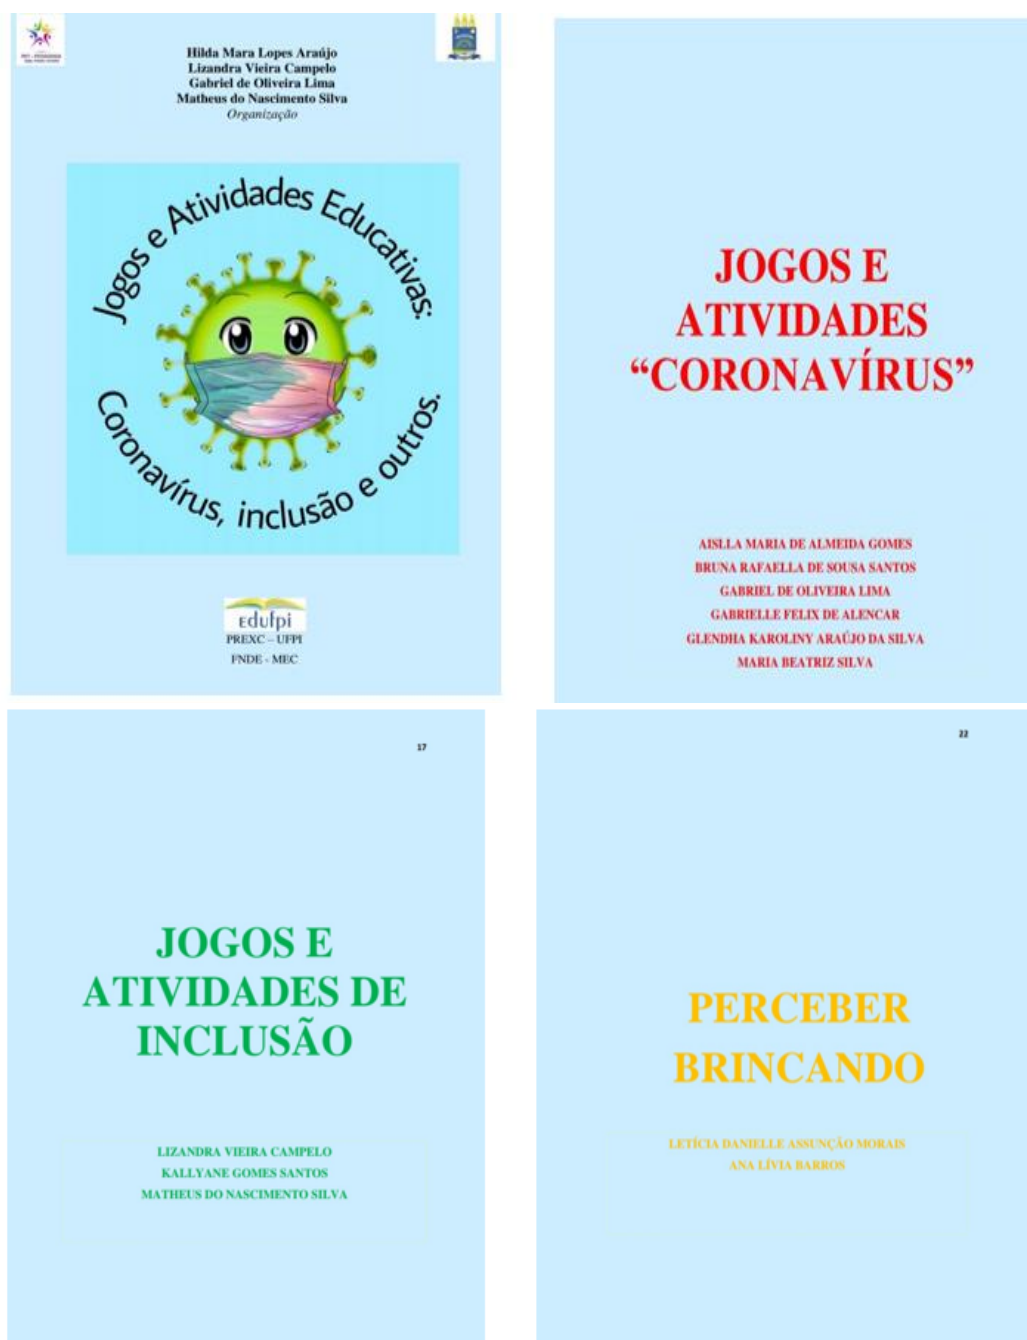 Hilda Mara Lopes Araújo
Lizandra Vieira Campelo
Gabriel de Oliveira Lima
Matheus do Nascimento Silva
Organização
Jogos e Atividades Educativas:
Coronavírus, inclusão e outros.
Edufpi
PREXC – UFPI
FNDE - MEC
JOGOS E
ATIVIDADES
“CORONAVÍRUS”
AISLLA MARIA DE ALMEIDA GOMES
BRUNA RAFAELLA DE SOUSA SANTOS
GABRIEL DE OLIVEIRA LIMA
GABRIELLE FELIX DE ALENCAR
GLENDHA KAROLINY ARAÚJO DA SILVA
MARIA BEATRIZ SILVA
17
JOGOS E
ATIVIDADES DE
INCLUSÃO
LIZANDRA VIEIRA CAMPELO
KALLYANE GOMES SANTOS
MATHEUS DO NASCIMENTO SILVA
22
PERCEBER
BRINCANDO
LETÍCIA DANIELLE ASSUNÇÃO MORAIS
ANA LÍVIA BARROS